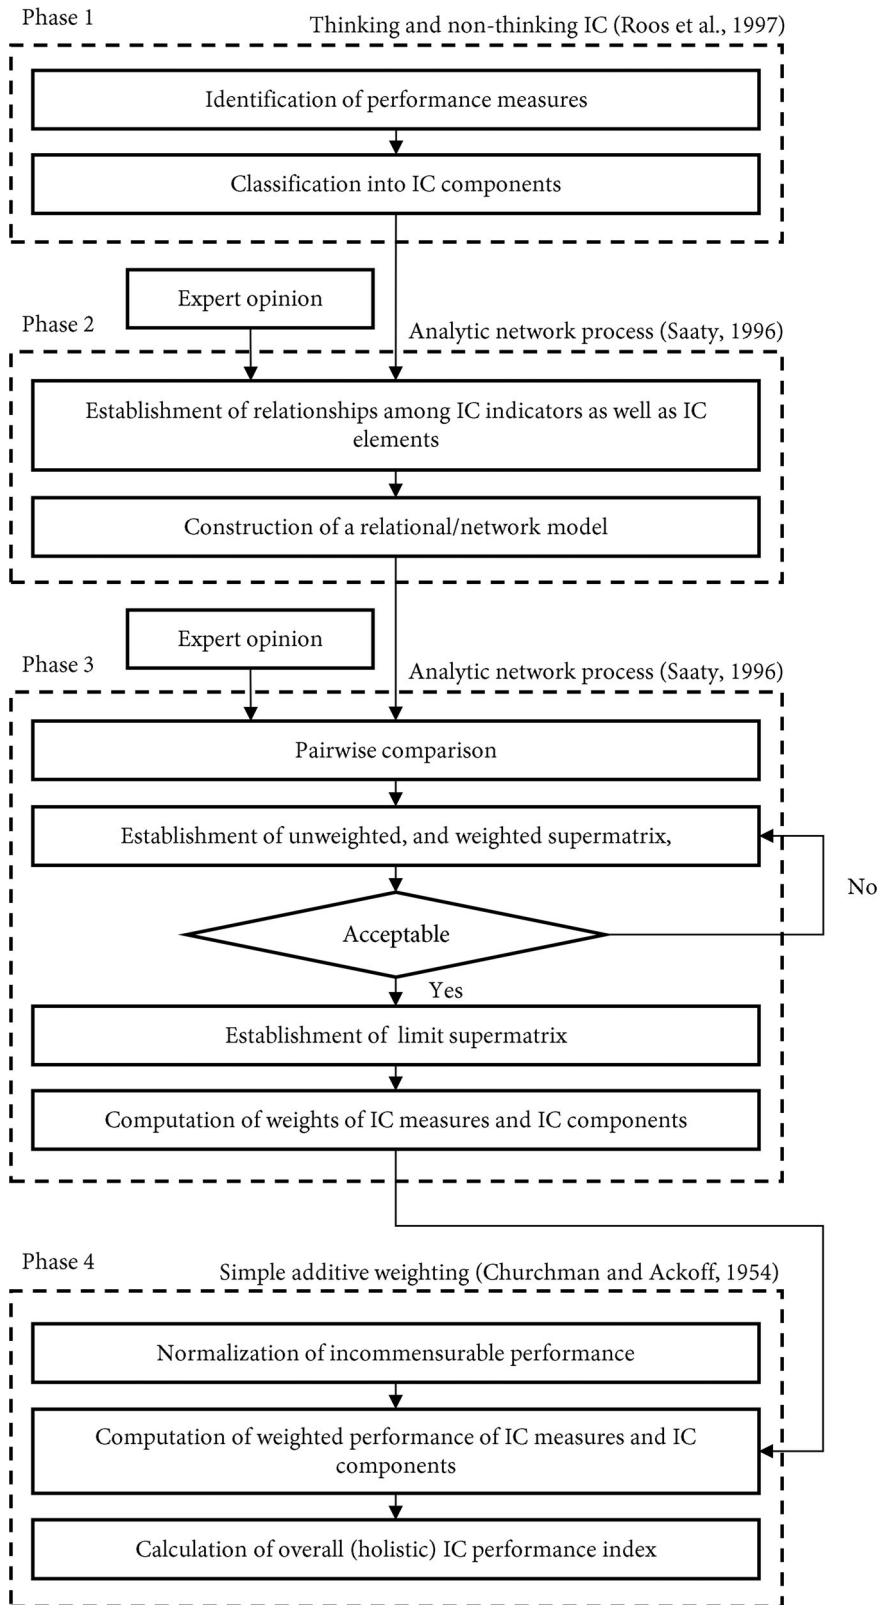 Phase 1
Thinking and non-thinking IC (Roos et al., 1997)
Identification of performance measures
Classification into IC components
Expert opinion
Phase 2
Analytic network process (Saaty, 1996)
Establishment of relationships among IC indicators as well as IC
elements
Construction of a relational/network model
Expert opinion
Phase 3
Analytic network process (Saaty, 1996)
Pairwise comparison
Establishment of unweighted, and weighted supermatrix,
No
Acceptable
Yes
Establishment of limit supermatrix
Computation of weights of IC measures and IC components
Phase 4
Simple additive weighting (Churchman and Ackoff, 1954)
Normalization of incommensurable performance
Computation of weighted performance of IC measures and IC
components
Calculation of overall (holistic) IC performance index